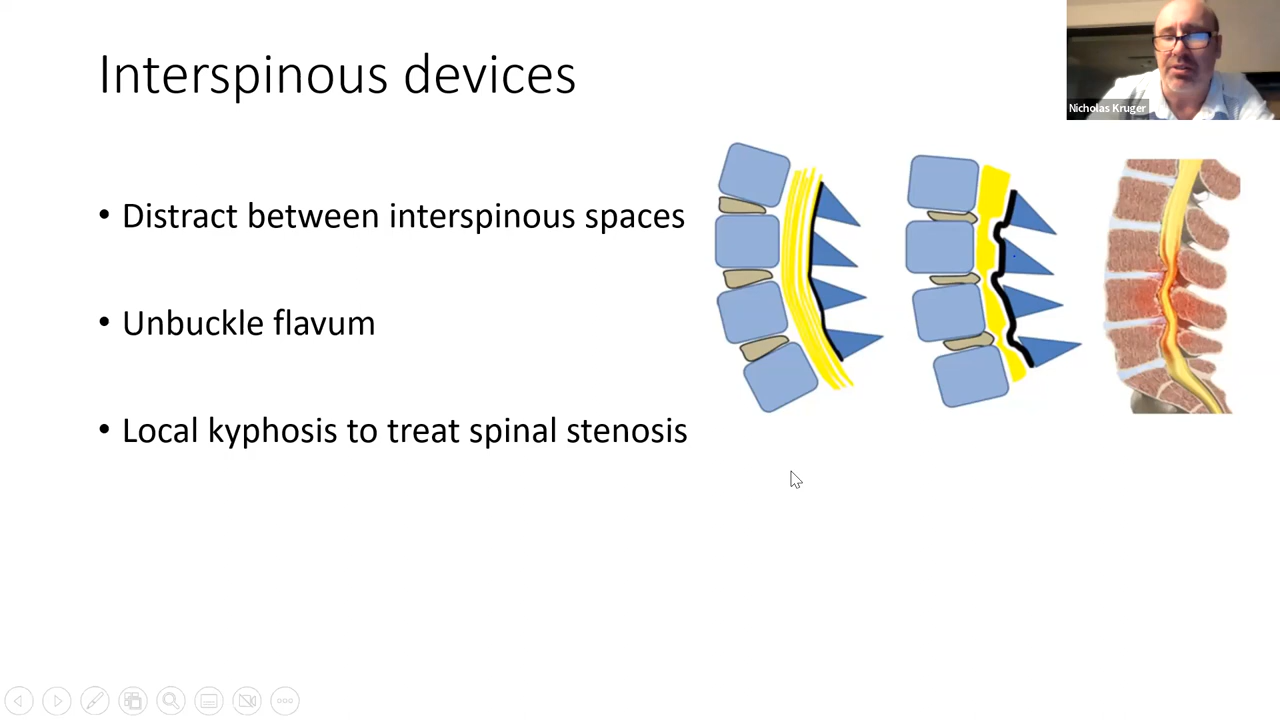 Interspinous devices
Nicholas Kruger
• Distract between interspinous spaces
• Unbuckle flavum
• Local kyphosis to treat spinal stenosis